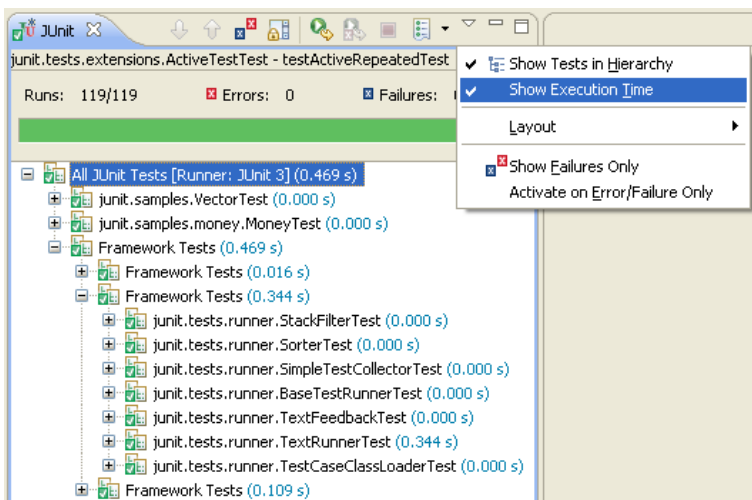 JUnit
junit.tests.extensions.ActiveTestTest - testActiveRepeatedTest
Runs: 119/119 Errors: 0 Failures:
Show Tests in Hierarchy
Show Execution Time
Layout
Show Failures Only
Activate on Error/Failure Only
All JUnit Tests [Runner: JUnit 3] (0.469 s)
junit.samples.VectorTest (0.000 s)
junit.samples.money.MoneyTest (0.000 s)
Framework Tests (0.469 s)
Framework Tests (0.016 s)
Framework Tests (0.344 s)
junit.tests.runner.StackFilterTest (0.000 s)
junit.tests.runner.SorterTest (0.000 s)
junit.tests.runner.SimpleTestCollectorTest (0.000 s)
junit.tests.runner.BaseTestRunnerTest (0.000 s)
junit.tests.runner.TextFeedbackTest (0.000 s)
junit.tests.runner.TextRunnerTest (0.344 s)
junit.tests.runner.TestCaseClassLoaderTest (0.000 s)
Framework Tests (0.109 s)